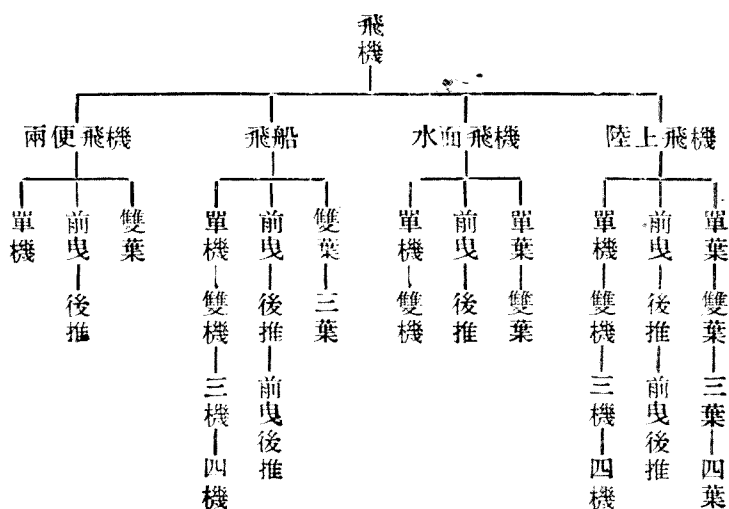 飛機
陸上飛機
單葉—雙葉—三葉—四葉
前曳—後推—前曳後推
單機—雙機—三機—四機
水面飛機
單葉—雙葉
前曳—後推
單機—雙機
飛船
雙葉—三葉
前曳—後推—前曳後推
單機—雙機—三機—四機
兩便飛機
雙葉
前曳—後推
單機